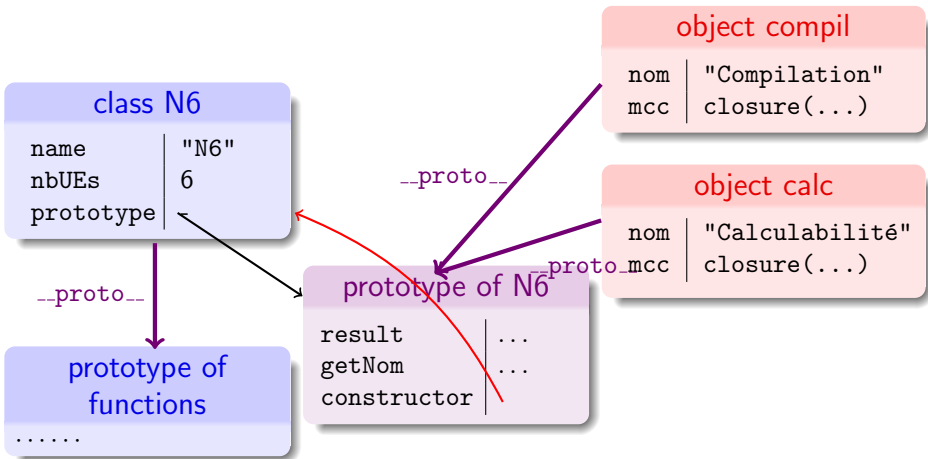 object compil
nom "Compilation"
mcc closure(...)
class N6
name "N6"
nbUEs 6
prototype -
__proto__
object calc
nom "Calculabilité"
mcc closure(...)
__proto__
prototype of N6
result ...
getNom ...
constructor
__proto__
prototype of
functions
......